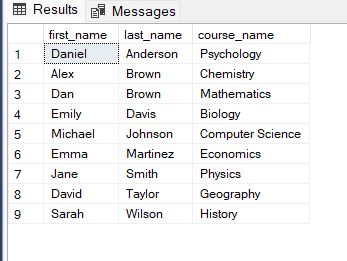 Results Messages
first_name last_name course_name
1 Daniel Anderson Psychology
2 Alex Brown Chemistry
3 Dan Brown Mathematics
4 Emily Davis Biology
5 Michael Johnson Computer Science
6 Emma Martinez Economics
7 Jane Smith Physics
8 David Taylor Geography
9 Sarah Wilson History